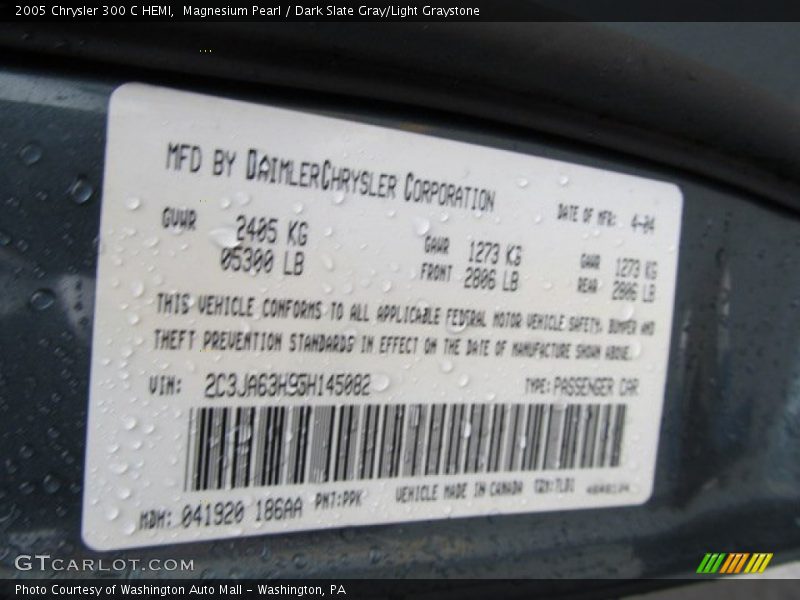 2005 Chrysler 300 C HEMI, Magnesium Pearl / Dark Slate Gray/Light Graystone
MFD BY DAIMLERCHRYSLER CORPORATION
DATE OF MFR: 4-04
GVWR 2405 KG
05300 LB
GAWR 1273 KG
FRONT 2806 LB
GAWR 1273 KG
REAR 2806 LB
THIS VEHICLE CONFORMS TO ALL APPLICABLE FEDERAL MOTOR VEHICLE SAFETY, BUMPER AND
THEFT PREVENTION STANDARDS IN EFFECT ON THE DATE OF MANUFACTURE SHOWN ABOVE.
VIN: 2C3JA63H95H145082 TYPE: PASSENGER CAR
MDH: 041920 186AA PNT: PPK VEHICLE MADE IN CANADA
GTCARLOT.COM
Photo Courtesy of Washington Auto Mall - Washington, PA